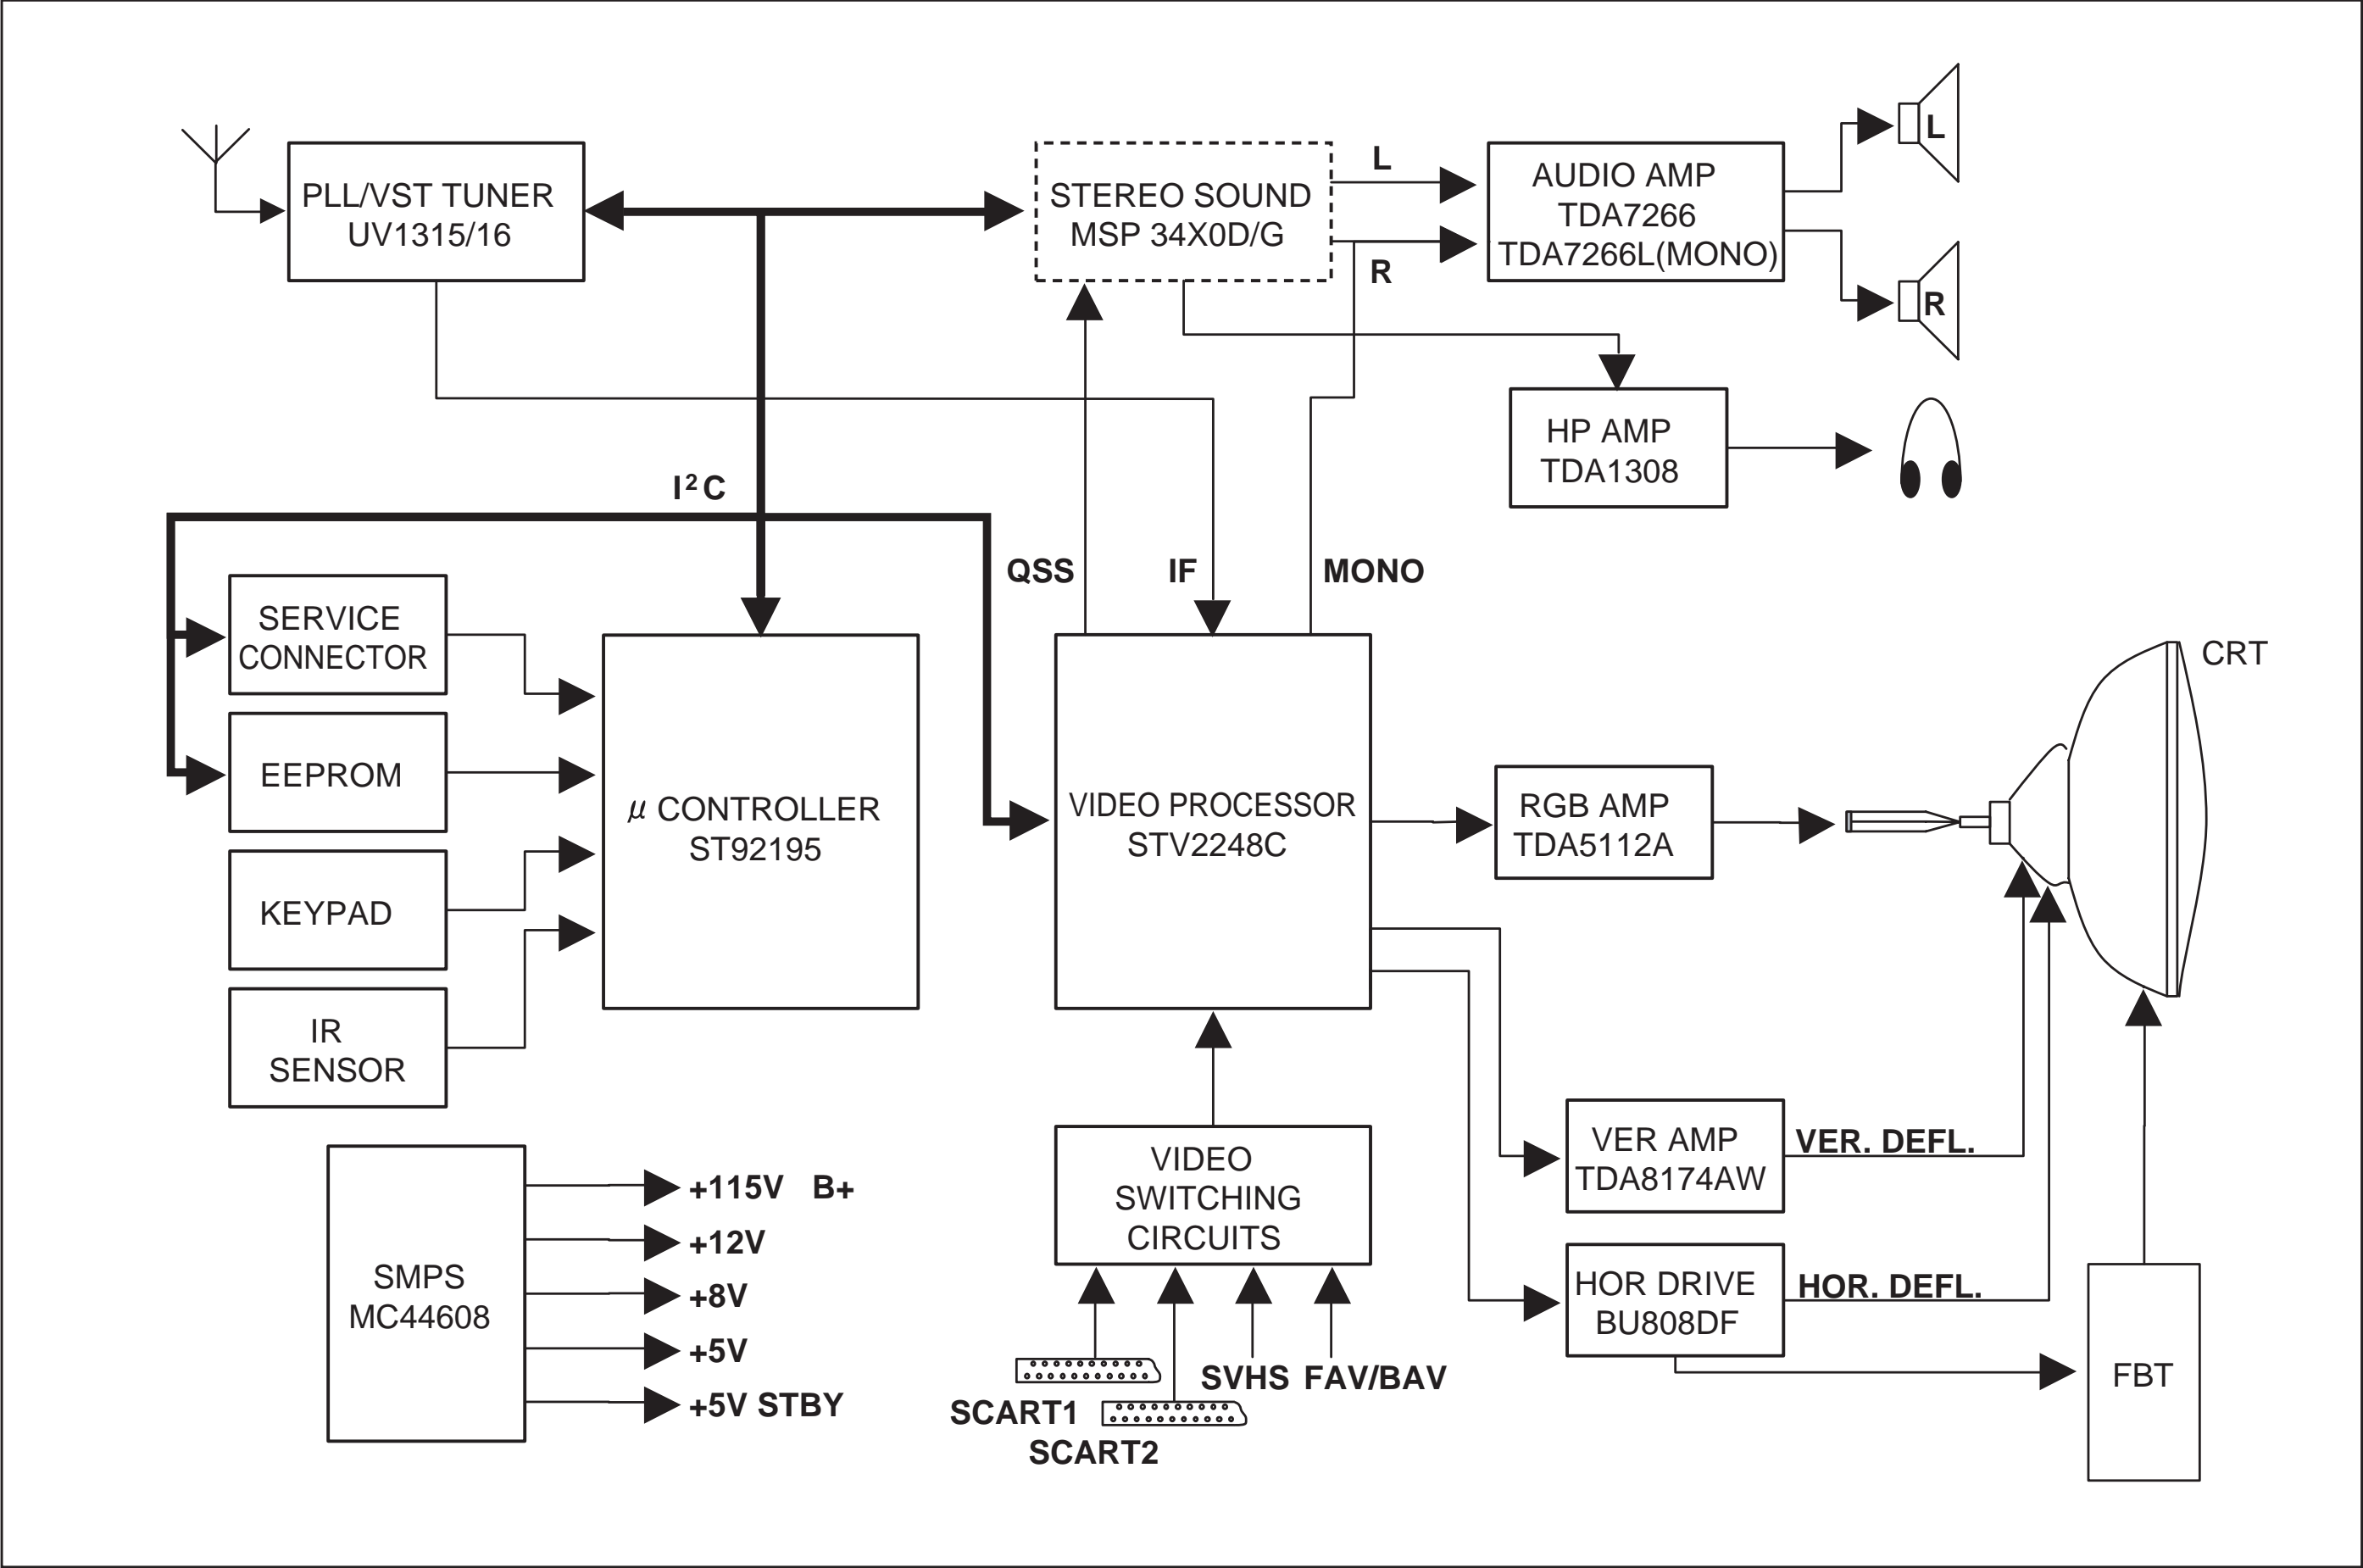 PLL/VST TUNER
UV1315/16
STEREO SOUND
MSP 34X0D/G
L
R
AUDIO AMP
TDA7266
TDA7266L(MONO)
L
R
HP AMP
TDA1308
I²C
QSS
IF
MONO
SERVICE
CONNECTOR
EEPROM
KEYPAD
IR
SENSOR
μ CONTROLLER
ST92195
VIDEO PROCESSOR
STV2248C
RGB AMP
TDA5112A
CRT
VER AMP
TDA8174AW
VER. DEFL.
HOR DRIVE
BU808DF
HOR. DEFL.
FBT
VIDEO
SWITCHING
CIRCUITS
SVHS
FAV/BAV
SCART1
SCART2
SMPS
MC44608
+115V B+
+12V
+8V
+5V
+5V STBY